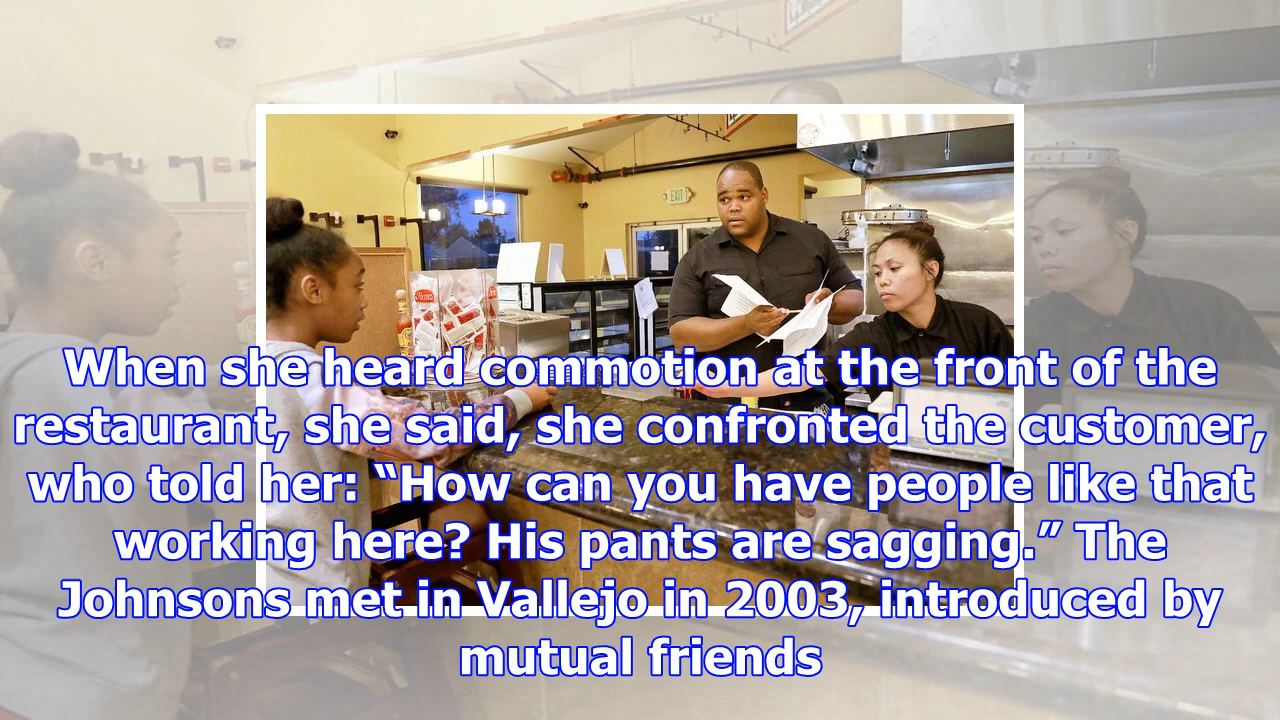 EXIT
When she heard commotion at the front of the
restaurant, she said, she confronted the customer,
who told her: “How can you have people like that
working here? His pants are sagging.” The
Johnsons met in Vallejo in 2003, introduced by
mutual friends